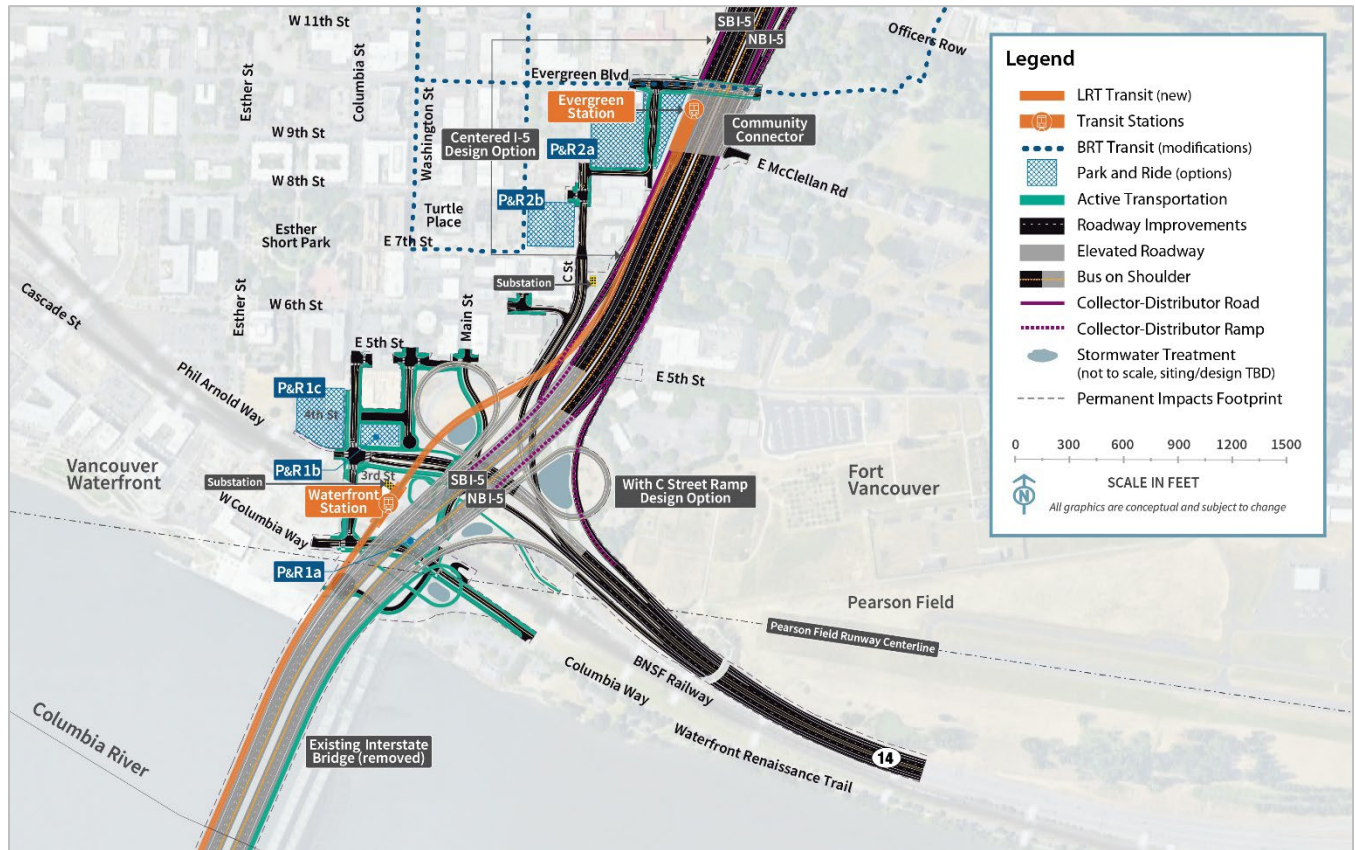 W 11th St
Esther St
Columbia St
Washington St
SBI-5
NBI-5
Officers Row
Evergreen Blvd
Evergreen
Station
Community
Connector
W 9th St
Centered I-5
Design Option
P&R2a
E McClellan Rd
W 8th St
P&R2b
Turtle
Place
Esther
Short Park
E 7th St
C St
Substation
Cascade St
Esther St
W 6th St
Main St
E 5th St
E 5th St
Phil Arnold Way
P&R1c
4th St
Vancouver
Waterfront
P&R1b
3rd St
Substation
SBI-5
NBI-5
With C Street Ramp
Design Option
Fort
Vancouver
Waterfront
Station
W Columbia Way
P&R1a
Pearson Field
Pearson Field Runway Centerline
BNSF Railway
Columbia Way
Waterfront Renaissance Trail
14
Columbia River
Existing Interstate
Bridge (removed)
Legend
LRT Transit (new)
Transit Stations
BRT Transit (modifications)
Park and Ride (options)
Active Transportation
Roadway Improvements
Elevated Roadway
Bus on Shoulder
Collector-Distributor Road
Collector-Distributor Ramp
Stormwater Treatment
(not to scale, siting/design TBD)
Permanent Impacts Footprint
0 300 600 900 1200 1500
N
SCALE IN FEET
All graphics are conceptual and subject to change